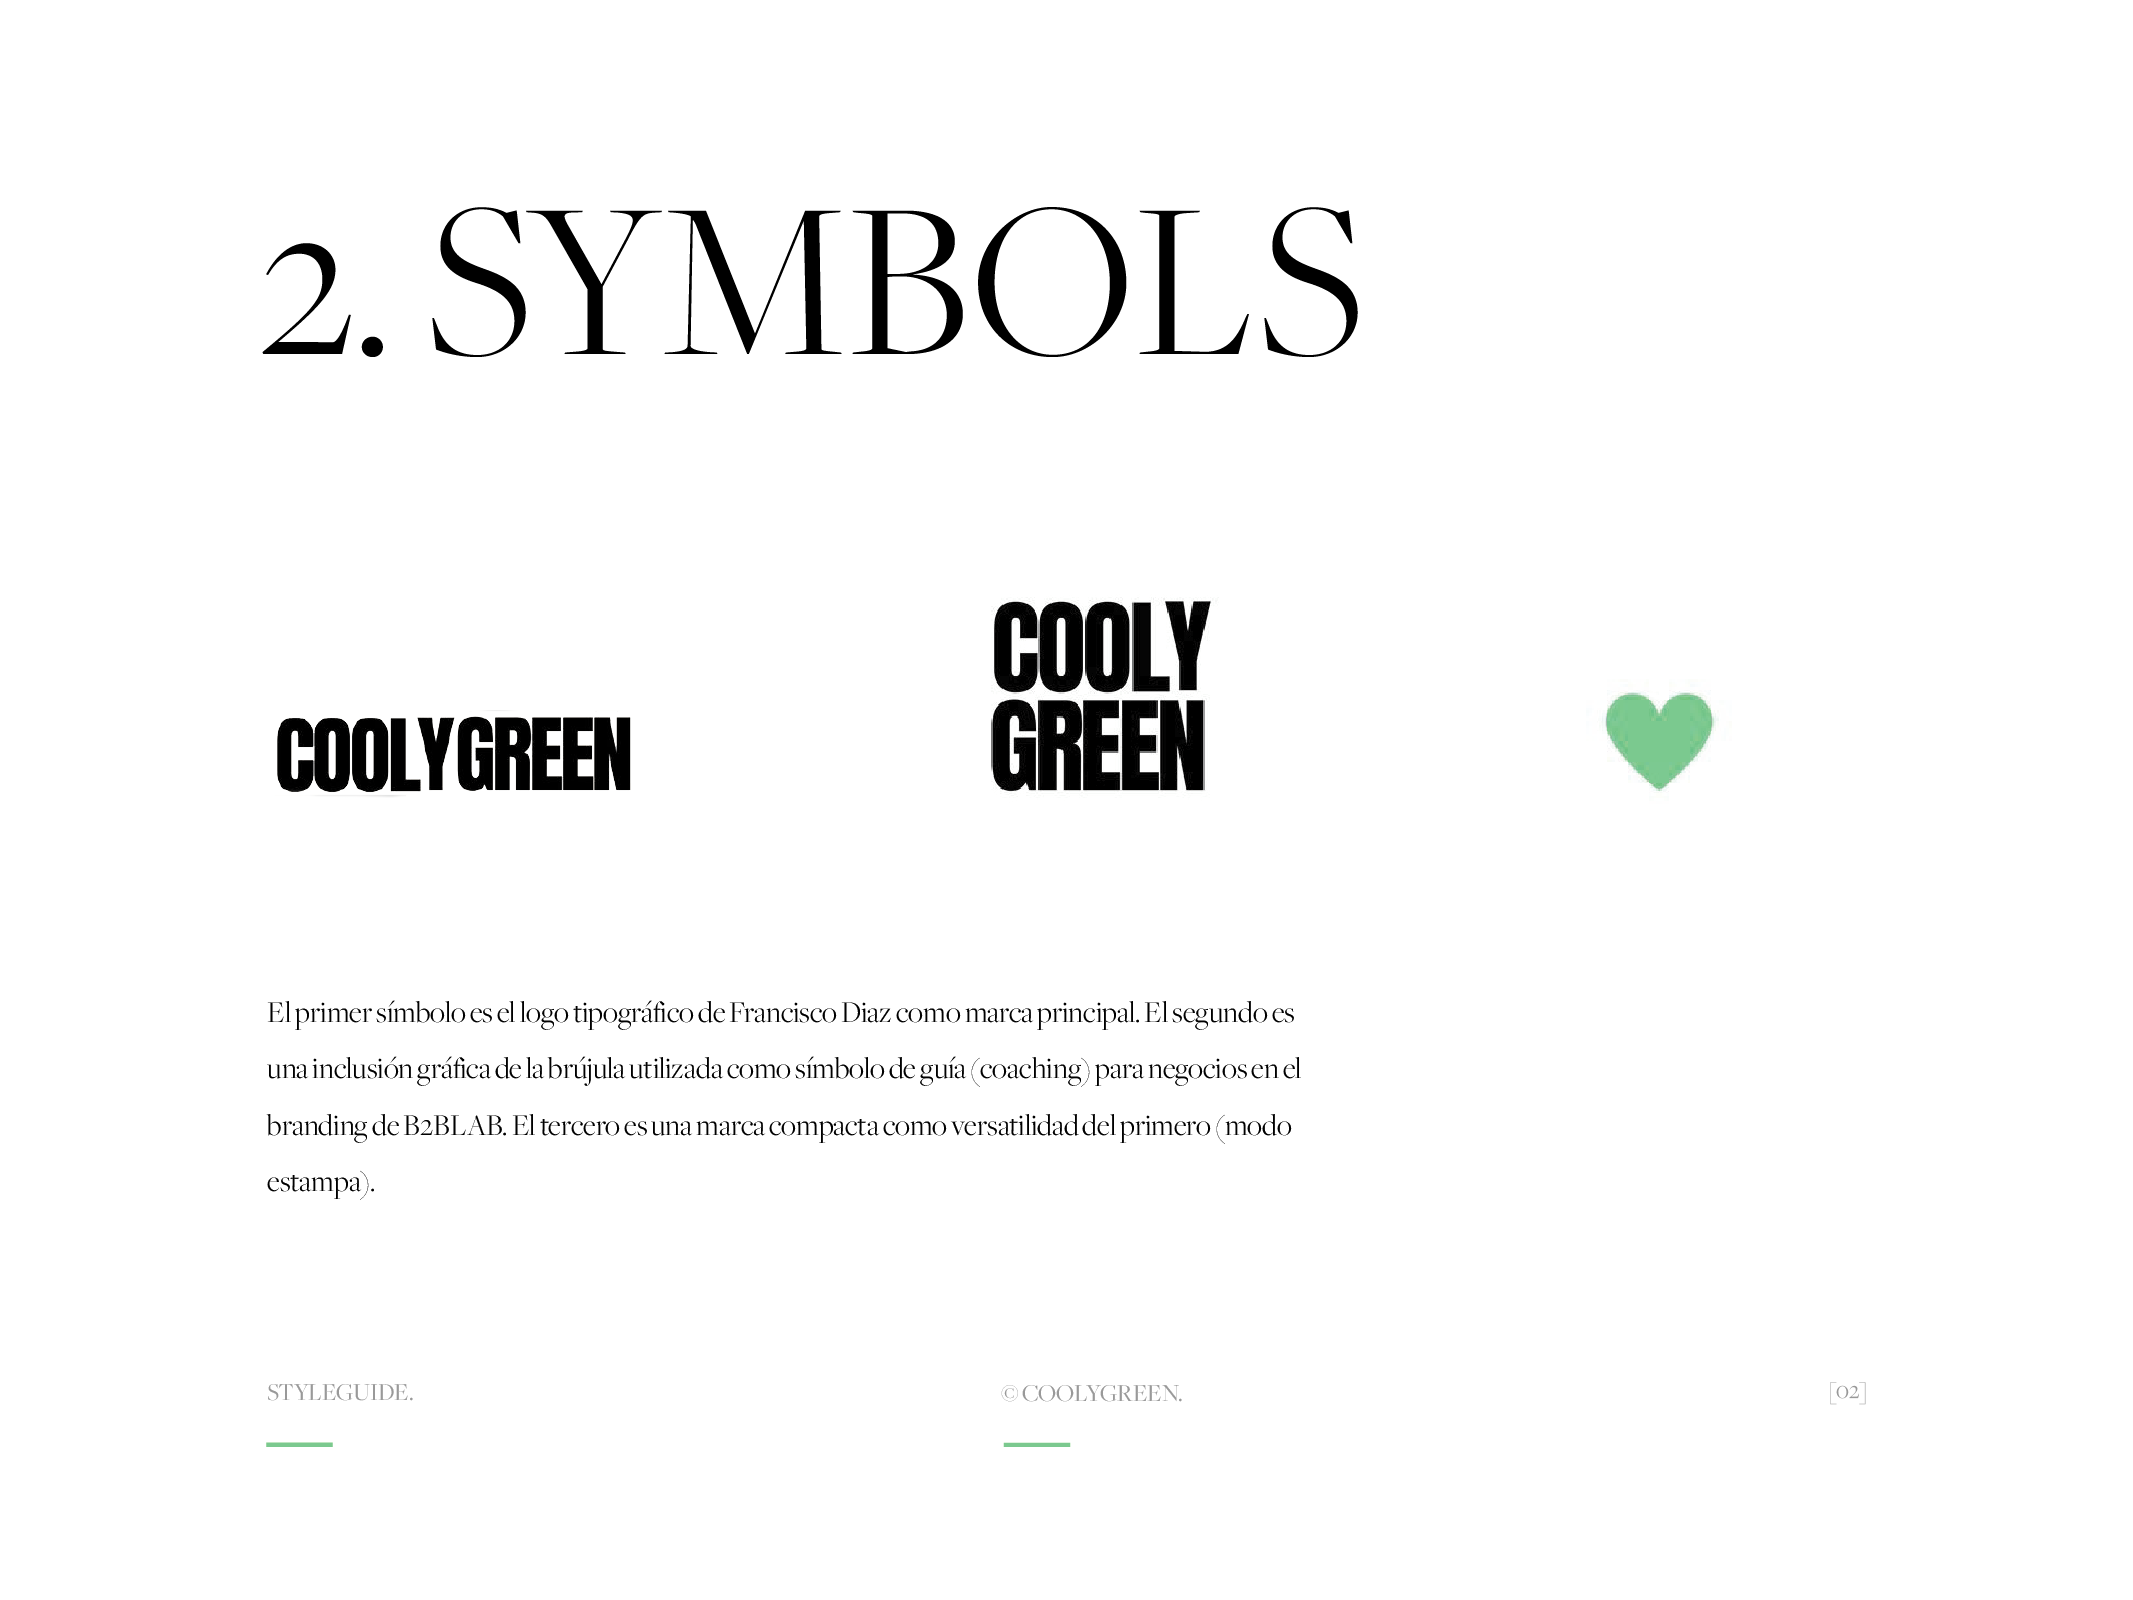 2. SYMBOLS
COOLYGREEN
COOLY
GREEN
El primer símbolo es el logo tipográfico de Francisco Diaz como marca principal. El segundo es
una inclusión gráfica de la brújula utilizada como símbolo de guía (coaching) para negocios en el
branding de B2BLAB. El tercero es una marca compacta como versatilidad del primero (modo
estampa).
STYLEGUIDE.
© COOLYGREEN.
[02]